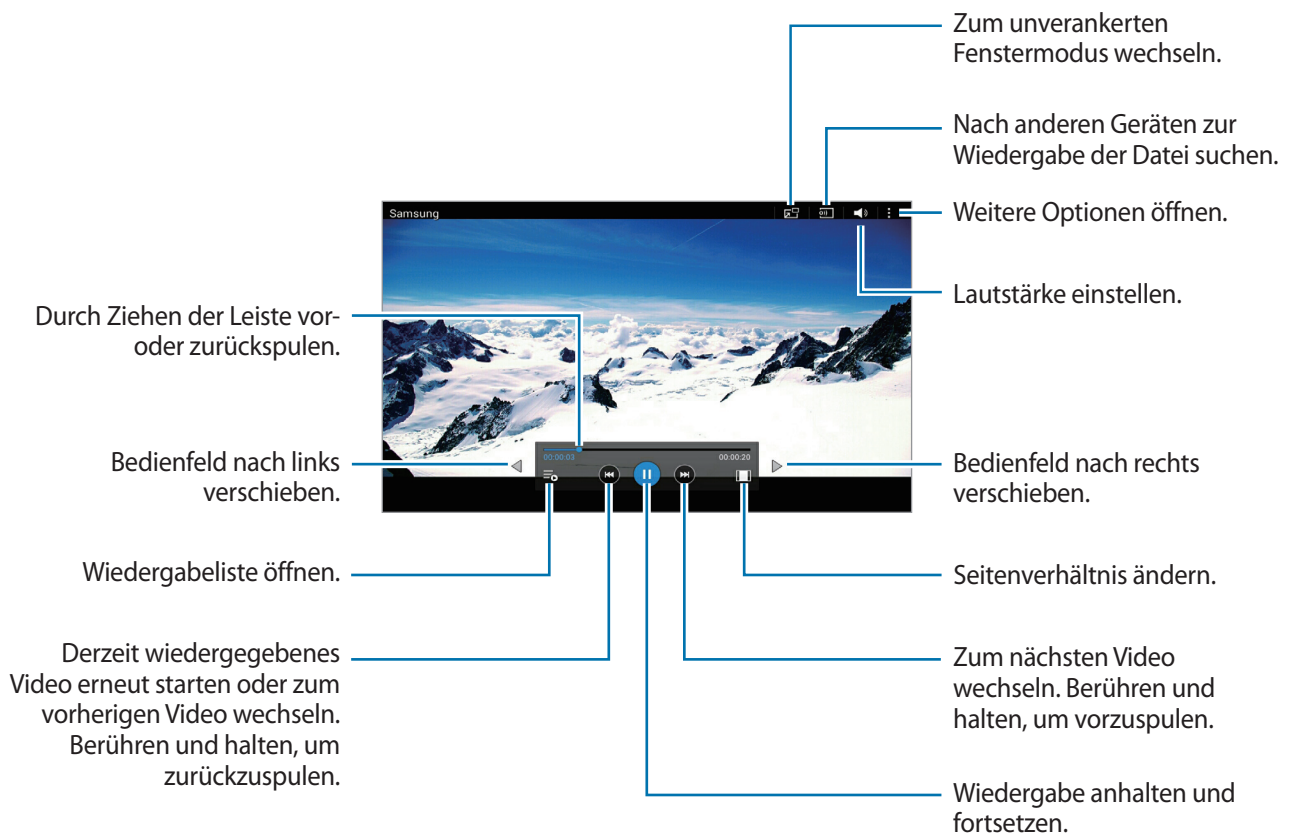 Zum unverankerten
Fenstermodus wechseln.
Nach anderen Geräten zur
Wiedergabe der Datei suchen.
Samsung
Weitere Optionen öffnen.
Lautstärke einstellen.
Durch Ziehen der Leiste vor-
oder zurückspulen.
00:00:03
00:00:20
Bedienfeld nach links
verschieben.
Bedienfeld nach rechts
verschieben.
Wiedergabeliste öffnen.
Seitenverhältnis ändern.
Derzeit wiedergegebenes
Video erneut starten oder zum
vorherigen Video wechseln.
Berühren und halten, um
zurückzuspulen.
Zum nächsten Video
wechseln. Berühren und
halten, um vorzuspulen.
Wiedergabe anhalten und
fortsetzen.